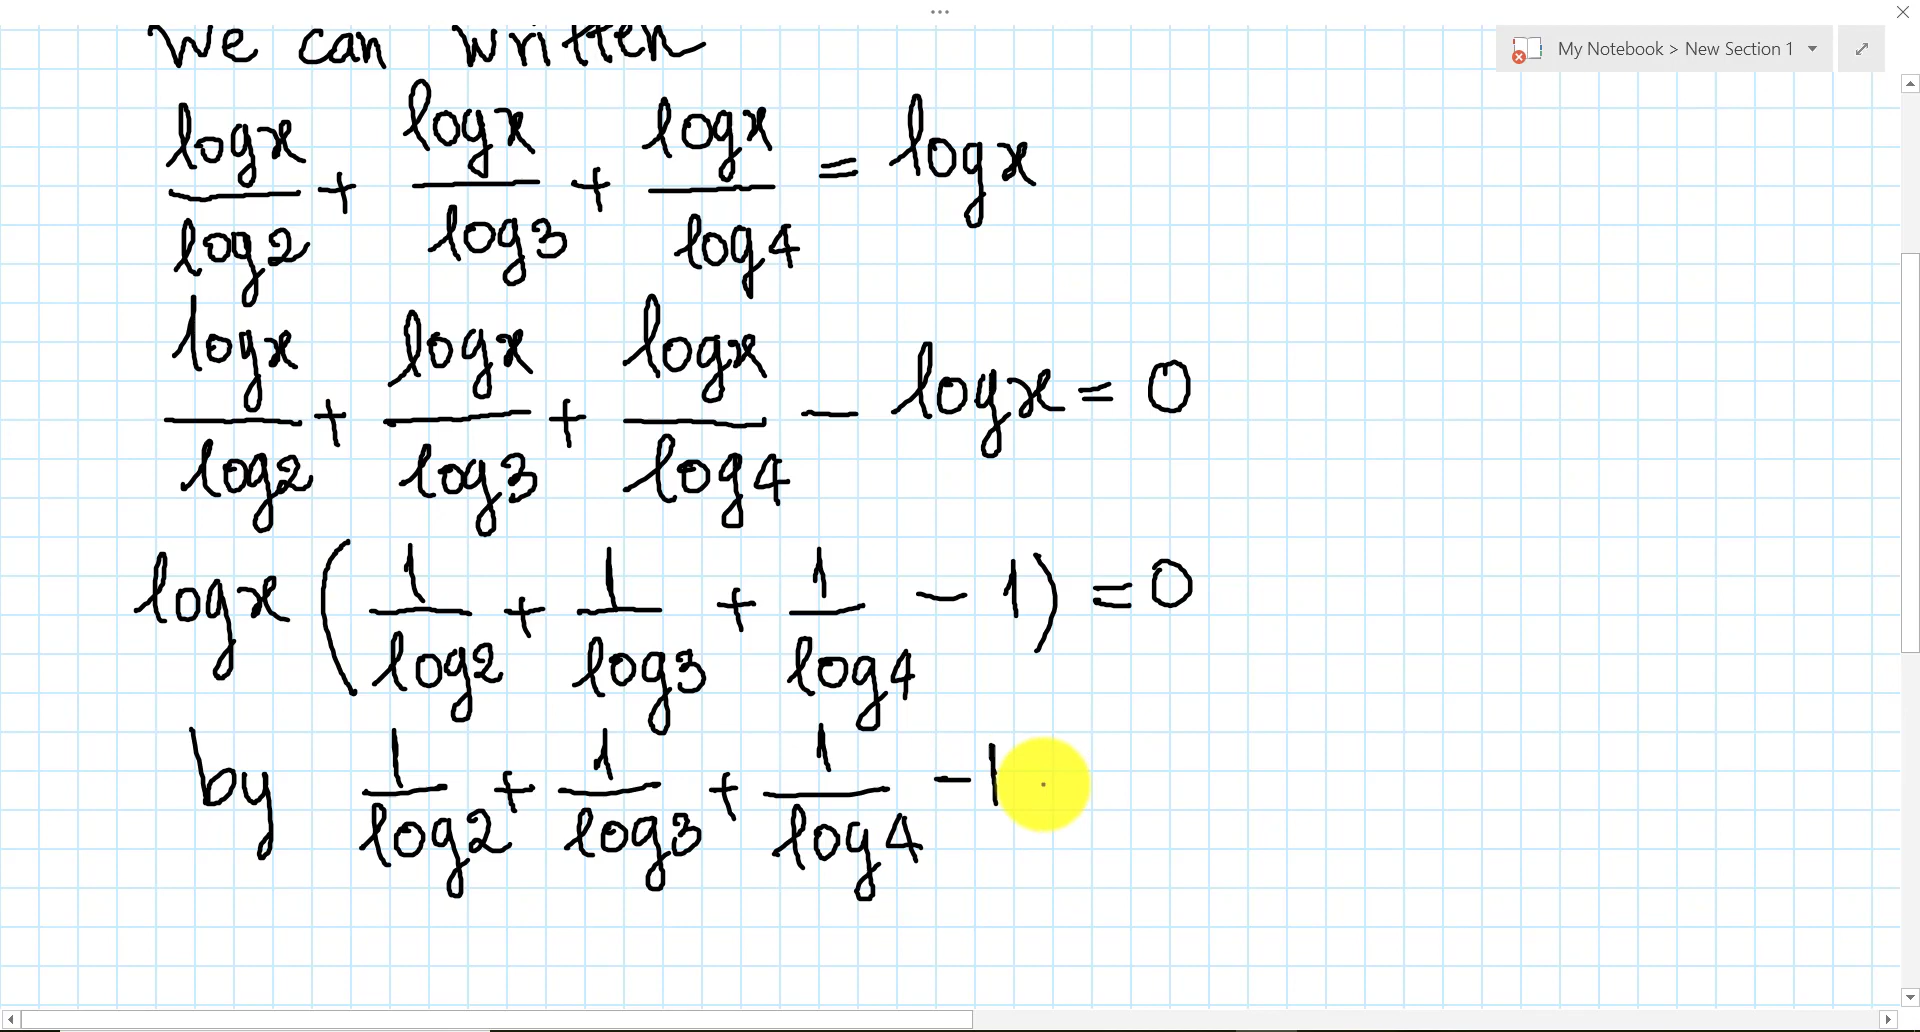 ...
My Notebook > New Section 1
We can written
logx/log2 + logx/log3 + logx/log4 = logx
logx/log2 + logx/log3 + logx/log4 - logx = 0
logx (1/log2 + 1/log3 + 1/log4 - 1) = 0
by 1/log2 + 1/log3 + 1/log4 - 1